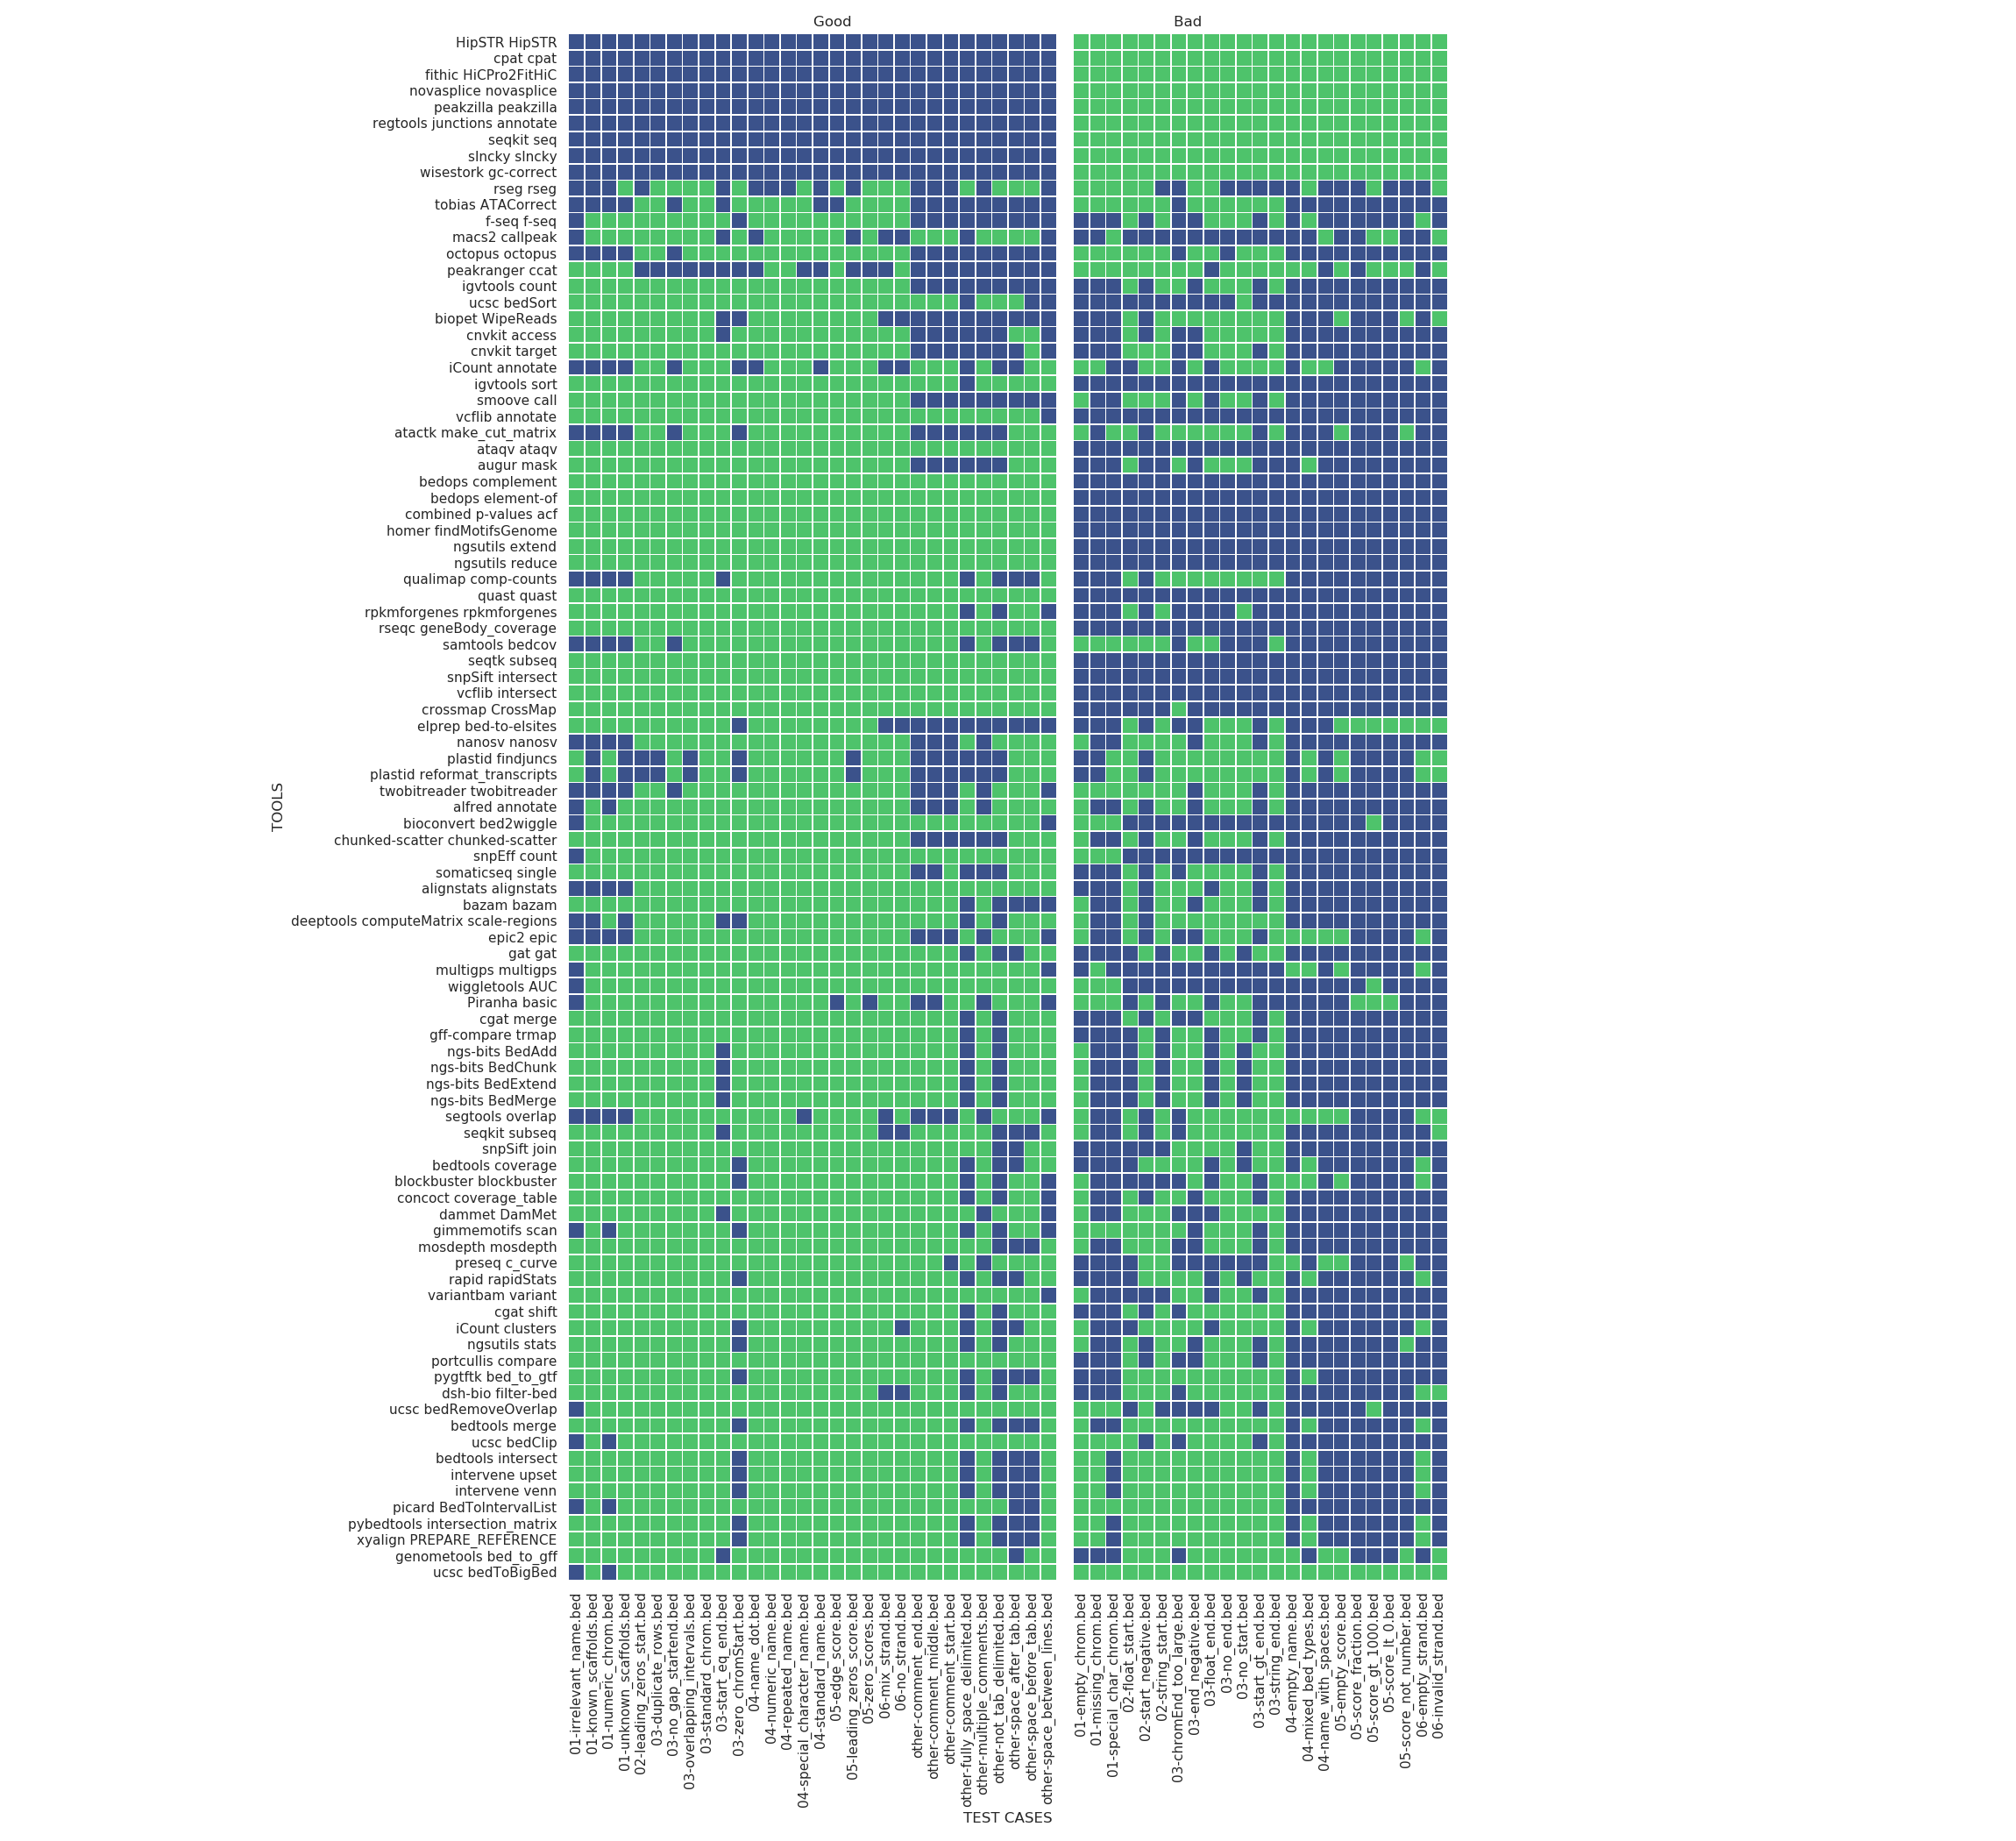 Good
Bad
HipSTR HipSTR
cpat cpat
fithic HiCPro2FitHiC
novasplice novasplice
peakzilla peakzilla
regtools junctions annotate
seqkit seq
slncky slncky
wisestork gc-correct
rseg rseg
tobias ATACorrect
f-seq f-seq
macs2 callpeak
octopus octopus
peakranger ccat
igvtools count
ucsc bedSort
biopet WipeReads
cnvkit access
cnvkit target
iCount annotate
igvtools sort
smoove call
vcflib annotate
atactk make_cut_matrix
ataqv ataqv
augur mask
bedops complement
bedops element-of
combined p-values acf
homer findMotifsGenome
ngsutils extend
ngsutils reduce
qualimap comp-counts
quast quast
rpkmforgenes rpkmforgenes
rseqc geneBody_coverage
samtools bedcov
seqtk subseq
snpSift intersect
vcflib intersect
crossmap CrossMap
elprep bed-to-elsites
nanosv nanosv
plastid findjuncs
plastid reformat_transcripts
twobitreader twobitreader
alfred annotate
bioconvert bed2wiggle
chunked-scatter chunked-scatter
snpEff count
somaticseq single
alignstats alignstats
bazam bazam
deeptools computeMatrix scale-regions
epic2 epic
gat gat
multigps multigps
wiggletools AUC
Piranha basic
cgat merge
gff-compare trmap
ngs-bits BedAdd
ngs-bits BedChunk
ngs-bits BedExtend
ngs-bits BedMerge
segtools overlap
seqkit subseq
snpSift join
bedtools coverage
blockbuster blockbuster
concoct coverage_table
dammet DamMet
gimmemotifs scan
mosdepth mosdepth
preseq c_curve
rapid rapidStats
variantbam variant
cgat shift
iCount clusters
ngsutils stats
portcullis compare
pygtftk bed_to_gtf
dsh-bio filter-bed
ucsc bedRemoveOverlap
bedtools merge
ucsc bedClip
bedtools intersect
intervene upset
intervene venn
picard BedToIntervalList
pybedtools intersection_matrix
xyalign PREPARE_REFERENCE
genometools bed_to_gff
ucsc bedToBigBed
TOOLS
01-irrelevant_name.bed
01-known_scaffolds.bed
01-numeric_chrom.bed
01-unknown_scaffolds.bed
02-leading_zeros_start.bed
03-duplicate_rows.bed
03-no_gap_startend.bed
03-overlapping_intervals.bed
03-standard_chrom.bed
03-start_eq_end.bed
03-zero_chromStart.bed
04-name_dot.bed
04-numeric_name.bed
04-repeated_name.bed
04-special_character_name.bed
04-standard_name.bed
05-edge_score.bed
05-leading_zeros_score.bed
05-zero_scores.bed
06-mix_strand.bed
06-no_strand.bed
other-comment_end.bed
other-comment_middle.bed
other-comment_start.bed
other-fully_space_delimited.bed
other-multiple_comments.bed
other-not_tab_delimited.bed
other-space_after_tab.bed
other-space_before_tab.bed
other-space_between_lines.bed
01-empty_chrom.bed
01-missing_chrom.bed
01-special_char_chrom.bed
02-float_start.bed
02-start_negative.bed
02-string_start.bed
03-chromEnd_too_large.bed
03-end_negative.bed
03-float_end.bed
03-no_end.bed
03-no_start.bed
03-start_gt_end.bed
03-string_end.bed
04-empty_name.bed
04-mixed_bed_types.bed
04-name_with_spaces.bed
05-empty_score.bed
05-score_fraction.bed
05-score_gt_1000.bed
05-score_lt_0.bed
05-score_not_number.bed
06-empty_strand.bed
06-invalid_strand.bed
TEST CASES